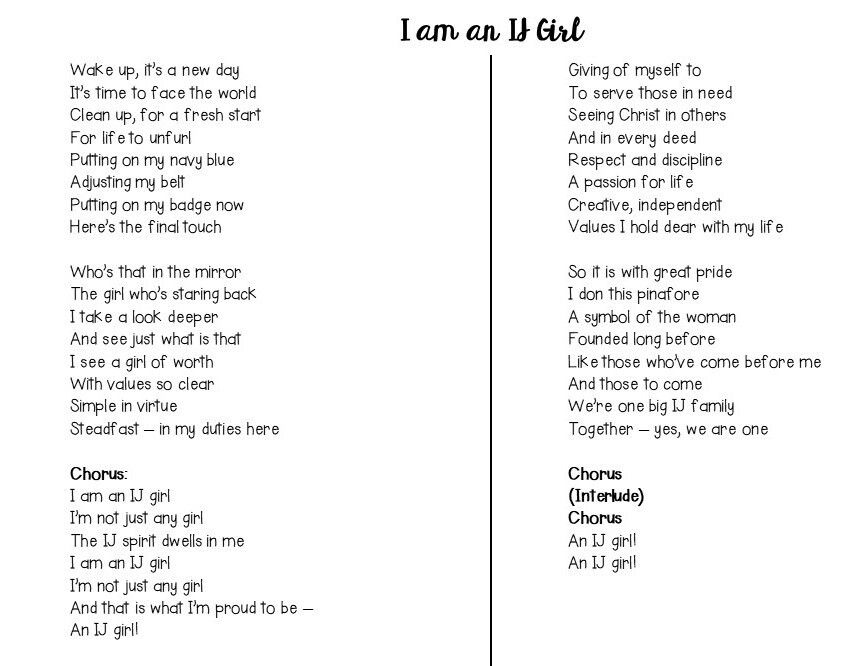 I am an IJ Girl
Wake up, it's a new day
It's time to face the world
Clean up, for a fresh start
For life to unfurl
Putting on my navy blue
Adjusting my belt
Putting on my badge now
Here's the final touch
Who's that in the mirror
The girl who's staring back
I take a look deeper
And see just what is that
I see a girl of worth
With values so clear
Simple in virtue
Steadfast – in my duties here
Chorus:
I am an IJ girl
I'm not just any girl
The IJ spirit dwells in me
I am an IJ girl
I'm not just any girl
And that is what I'm proud to be –
An IJ girl!
Giving of myself to
To serve those in need
Seeing Christ in others
And in every deed
Respect and discipline
A passion for life
Creative, independent
Values I hold dear with my life
So it is with great pride
I don this pinafore
A symbol of the woman
Founded long before
Like those who've come before me
And those to come
We're one big IJ family
Together – yes, we are one
Chorus
(Interlude)
Chorus
An IJ girl!
An IJ girl!